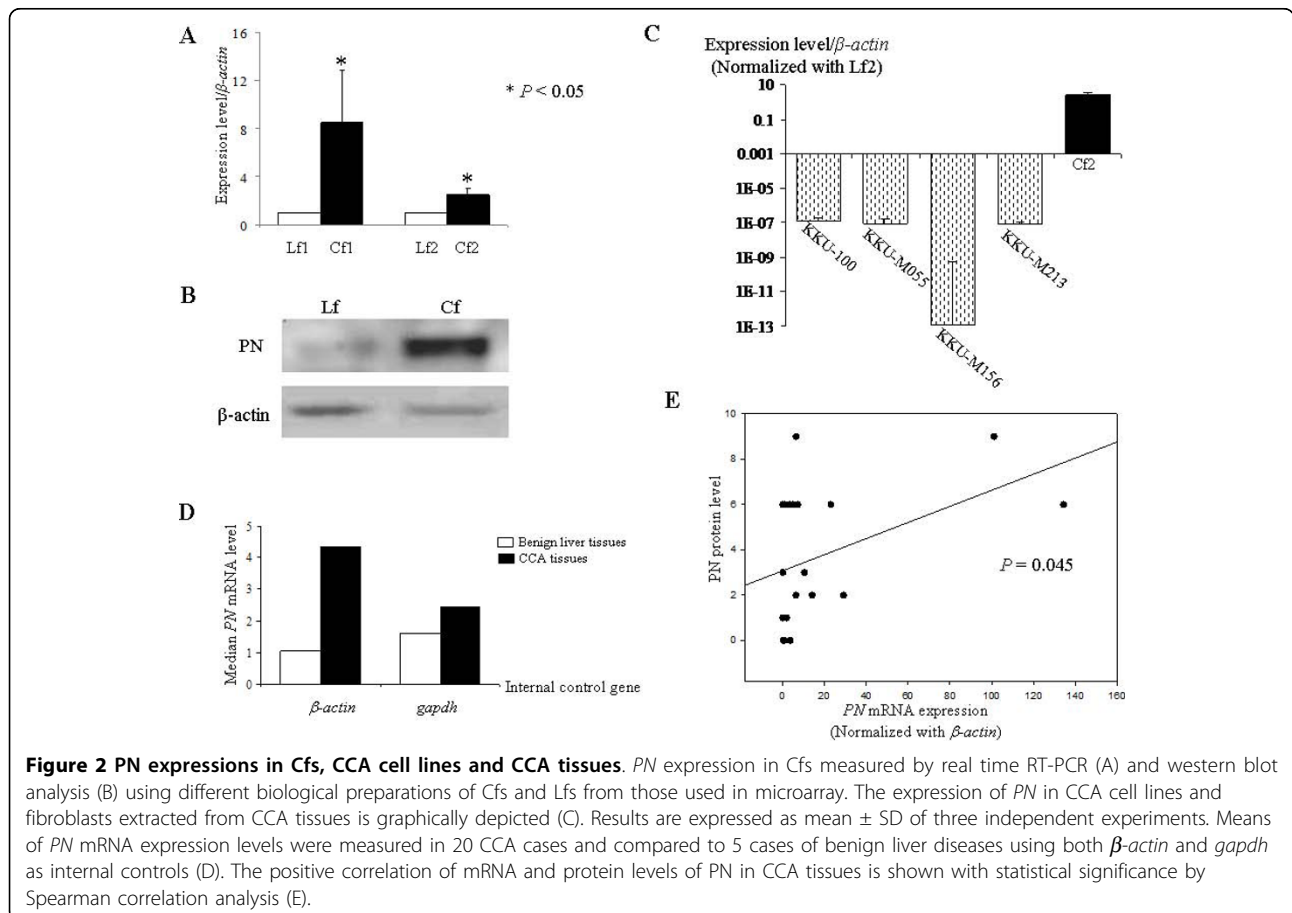 A
16
12
8
4
0
Expression level/β-actin
*
*
* P < 0.05
Lf1 Cf1 Lf2 Cf2
B
Lf Cf
PN
β-actin
C
Expression level/β-actin
(Normalized with Lf2)
10
0.1
0.001
1E-05
1E-07
1E-09
1E-11
1E-13
KKU-100
KKU-M055
KKU-M156
KKU-M213
Cf2
D
Median PN mRNA level
5
4
3
2
1
0
Benign liver tissues
CCA tissues
β-actin gapdh
Internal control gene
E
PN protein level
10
8
6
4
2
0
P = 0.045
0 20 40 60 80 100 120 140 160
PN mRNA expression
(Normalized with β-actin)
Figure 2 PN expressions in Cfs, CCA cell lines and CCA tissues. PN expression in Cfs measured by real time RT-PCR (A) and western blot
analysis (B) using different biological preparations of Cfs and Lfs from those used in microarray. The expression of PN in CCA cell lines and
fibroblasts extracted from CCA tissues is graphically depicted (C). Results are expressed as mean ± SD of three independent experiments. Means
of PN mRNA expression levels were measured in 20 CCA cases and compared to 5 cases of benign liver diseases using both β-actin and gapdh
as internal controls (D). The positive correlation of mRNA and protein levels of PN in CCA tissues is shown with statistical significance by
Spearman correlation analysis (E).